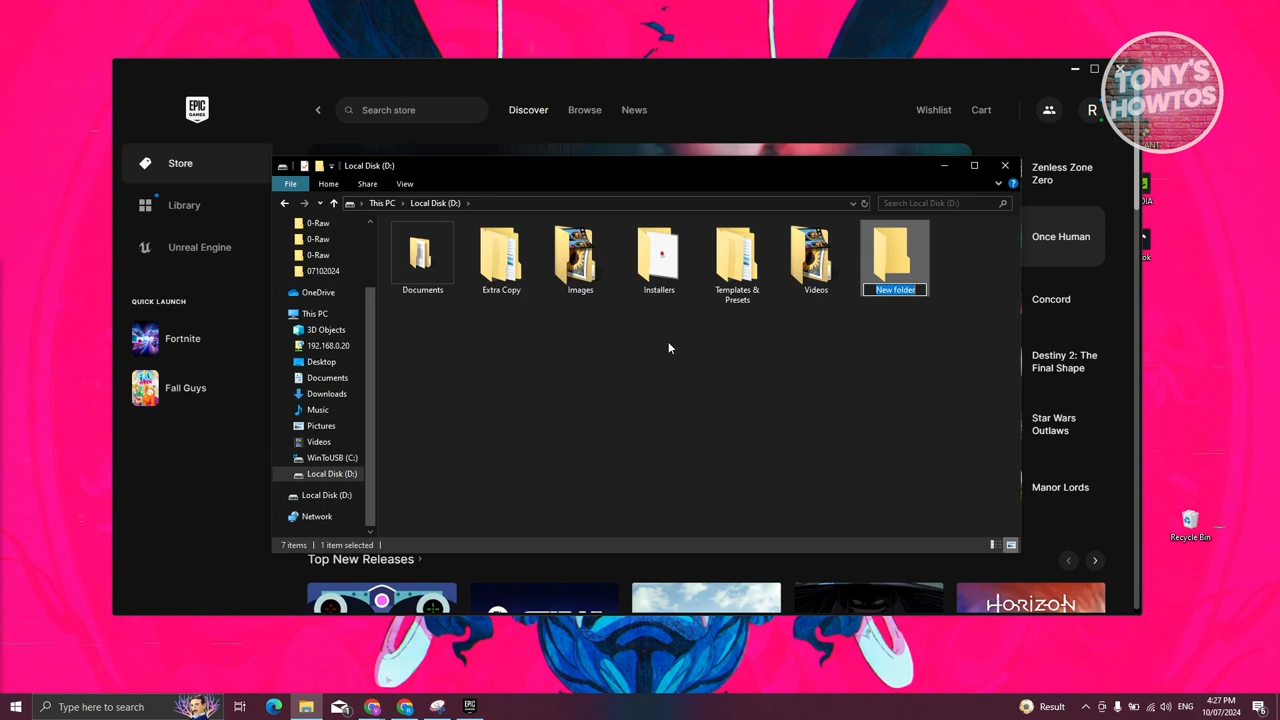 TONY'S
HOWTOS
EPIC
GAMES
Search store
Discover
Browse
News
Wishlist
Cart
R
Store
Library
Unreal Engine
QUICK LAUNCH
Fortnite
Fall Guys
Local Disk (D:)
File
Home
Share
View
This PC
Local Disk (D:)
Search Local Disk (D:)
0-Raw
0-Raw
0-Raw
07102024
OneDrive
This PC
3D Objects
192.168.0.20
Desktop
Documents
Downloads
Music
Pictures
Videos
WinToUSB (C:)
Local Disk (D:)
Local Disk (D:)
Network
Documents
Extra Copy
Images
Installers
Templates &
Presets
Videos
New folder
7 items
1 item selected
Zenless Zone
Zero
Once Human
Concord
Destiny 2: The
Final Shape
Star Wars
Outlaws
Manor Lords
Top New Releases
HORIZON
Recycle Bin
Type here to search
Result
ENG
4:27 PM
10/07/2024
6